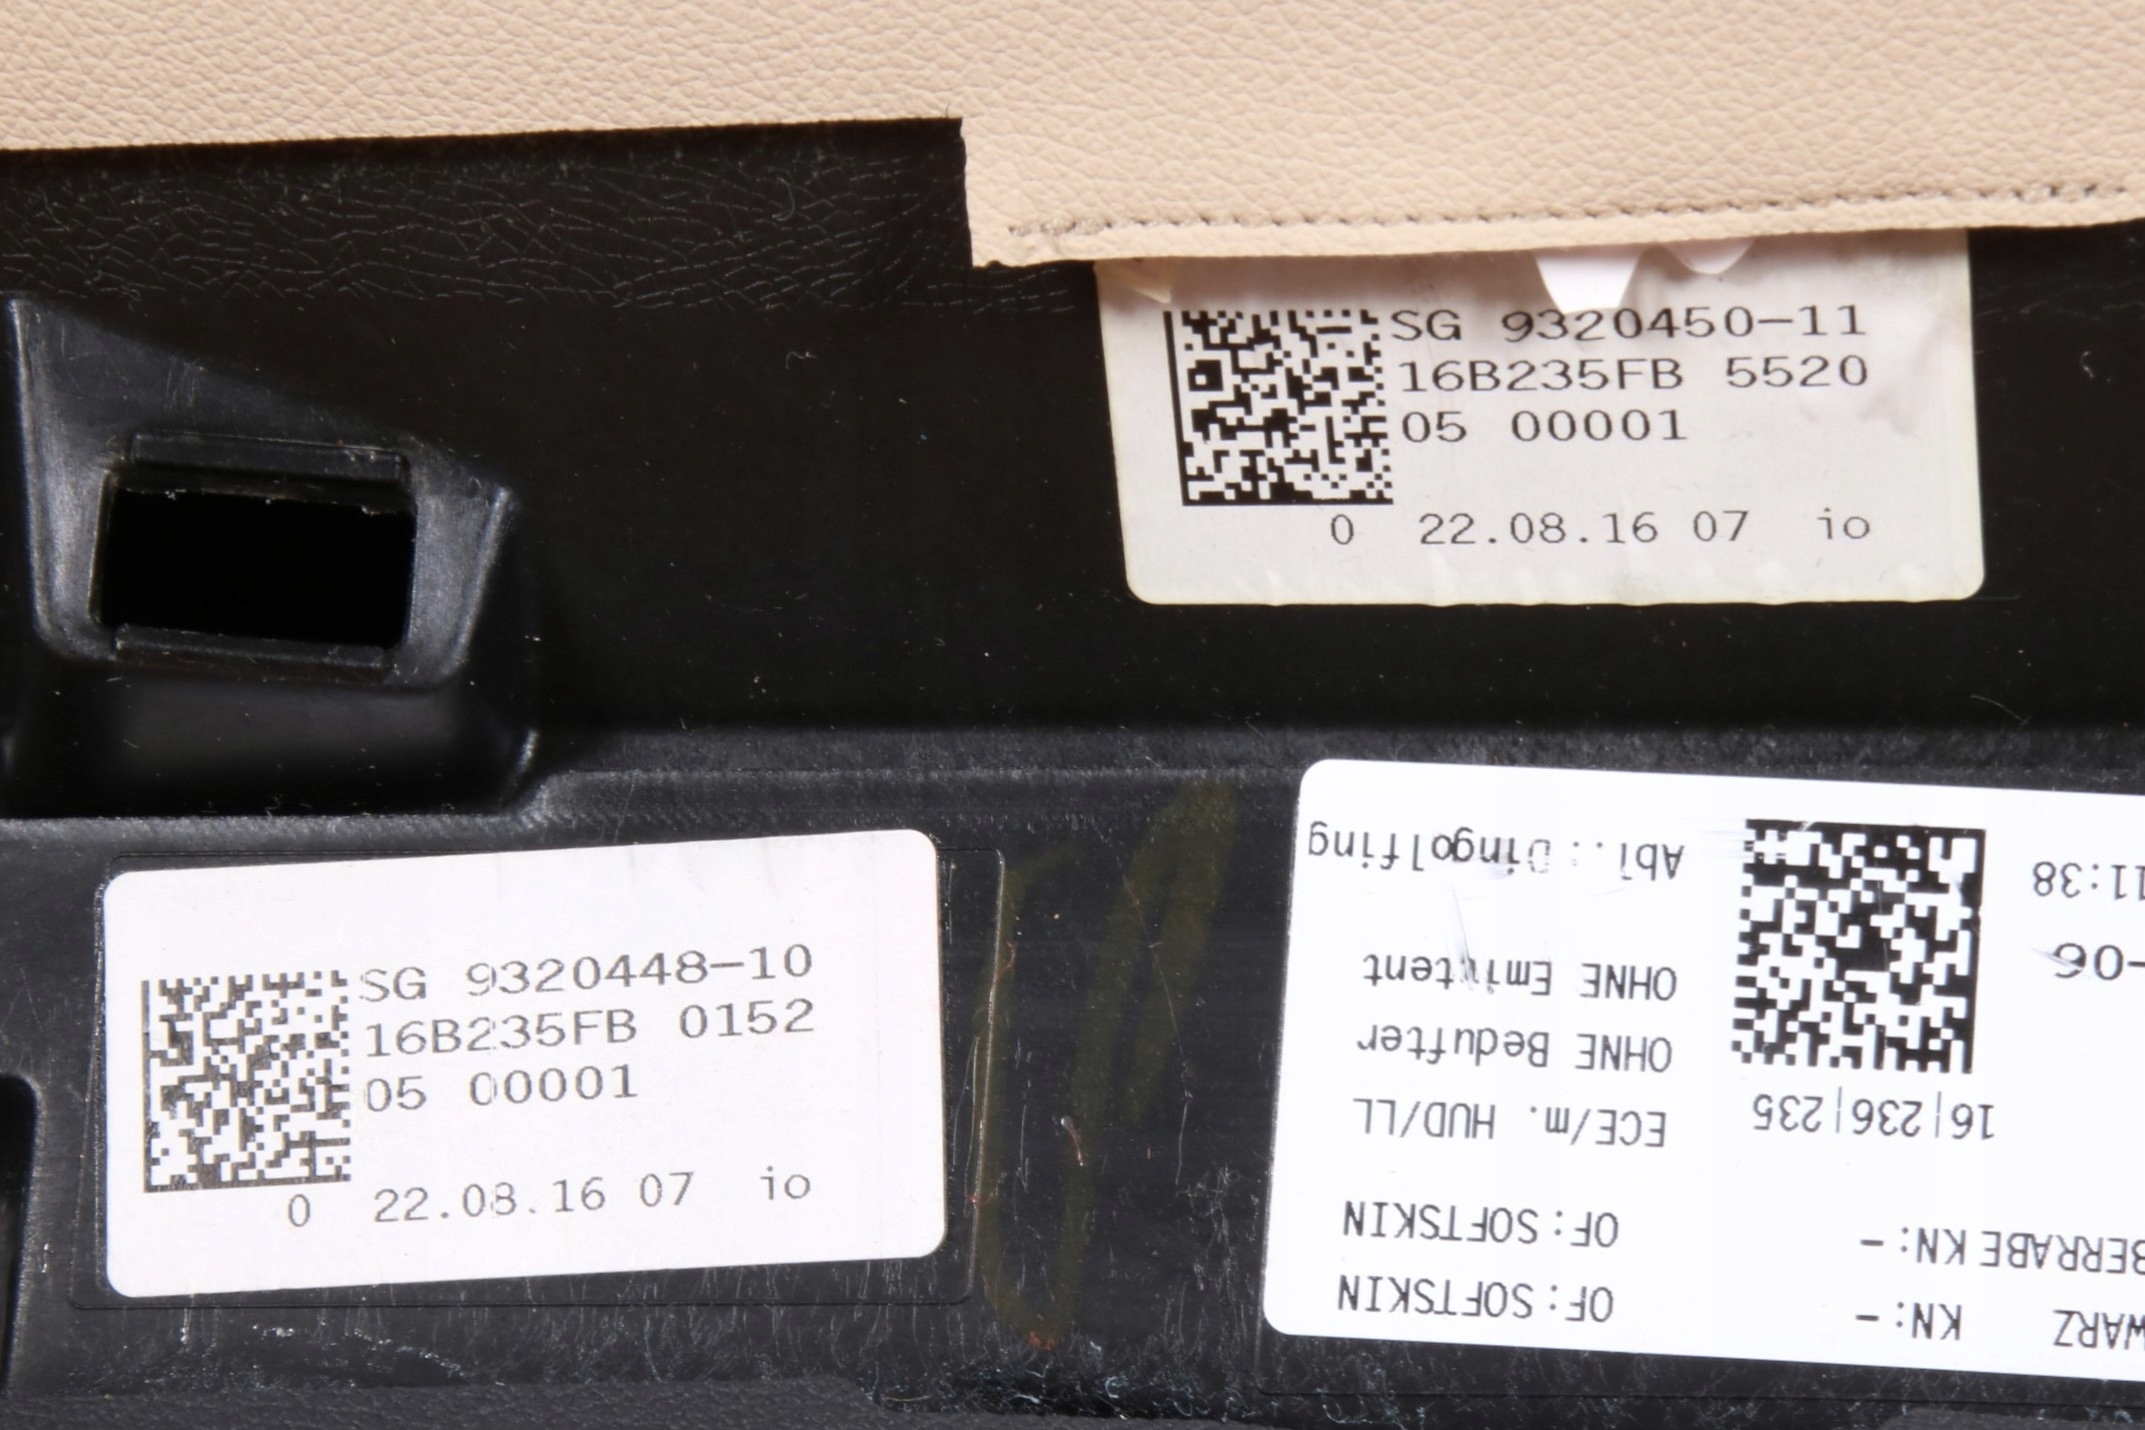 SG 9320450-11
16B235FB 5520
05 00001
0 22.08.16 07 io
SG 9320448-10
16B235FB 0152
05 00001
0 22.08.16 07 io
WARZ KN:- OF:SOFTSKIN
BERRABE KN:- OF:SOFTSKIN
16|236|235 ECE/m. HUD/LL
OHNE Bedufter
-06 OHNE Emittent
11:38 Abl.: Dingolfing